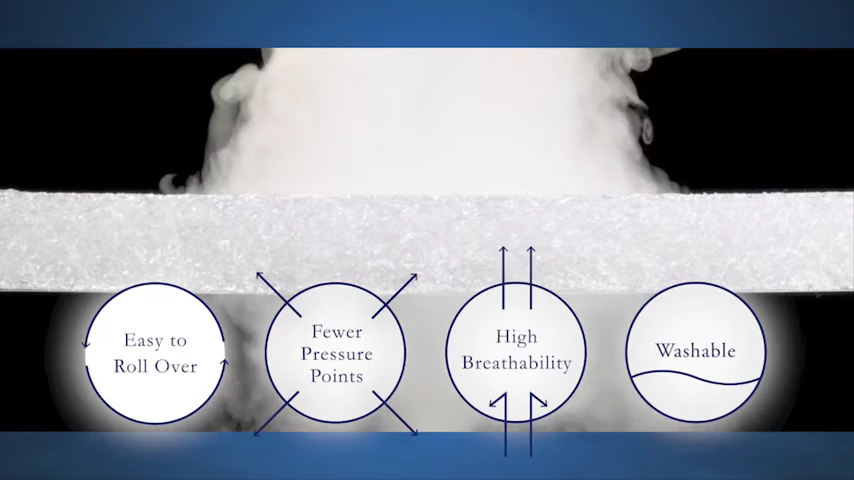 Easy to
Roll Over
Fewer
Pressure
Points
High
Breathability
Washable